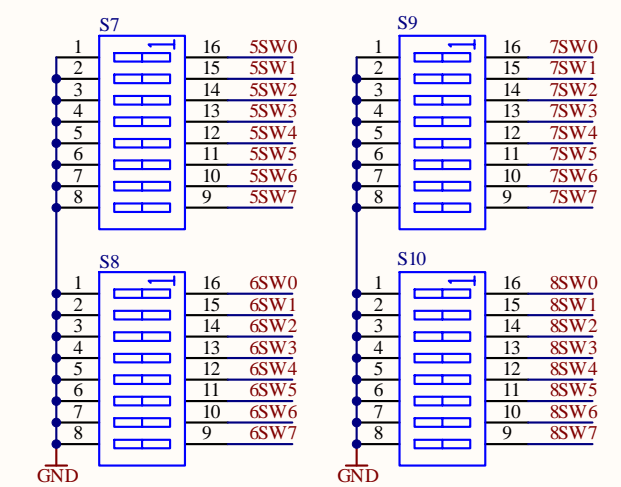 S7 S9
1 16 5SW0 1 16 7SW0
2 15 5SW1 2 15 7SW1
3 14 5SW2 3 14 7SW2
4 13 5SW3 4 13 7SW3
5 12 5SW4 5 12 7SW4
6 11 5SW5 6 11 7SW5
7 10 5SW6 7 10 7SW6
8 9 5SW7 8 9 7SW7
S8 S10
1 16 6SW0 1 16 8SW0
2 15 6SW1 2 15 8SW1
3 14 6SW2 3 14 8SW2
4 13 6SW3 4 13 8SW3
5 12 6SW4 5 12 8SW4
6 11 6SW5 6 11 8SW5
7 10 6SW6 7 10 8SW6
8 9 6SW7 8 9 8SW7
GND GND